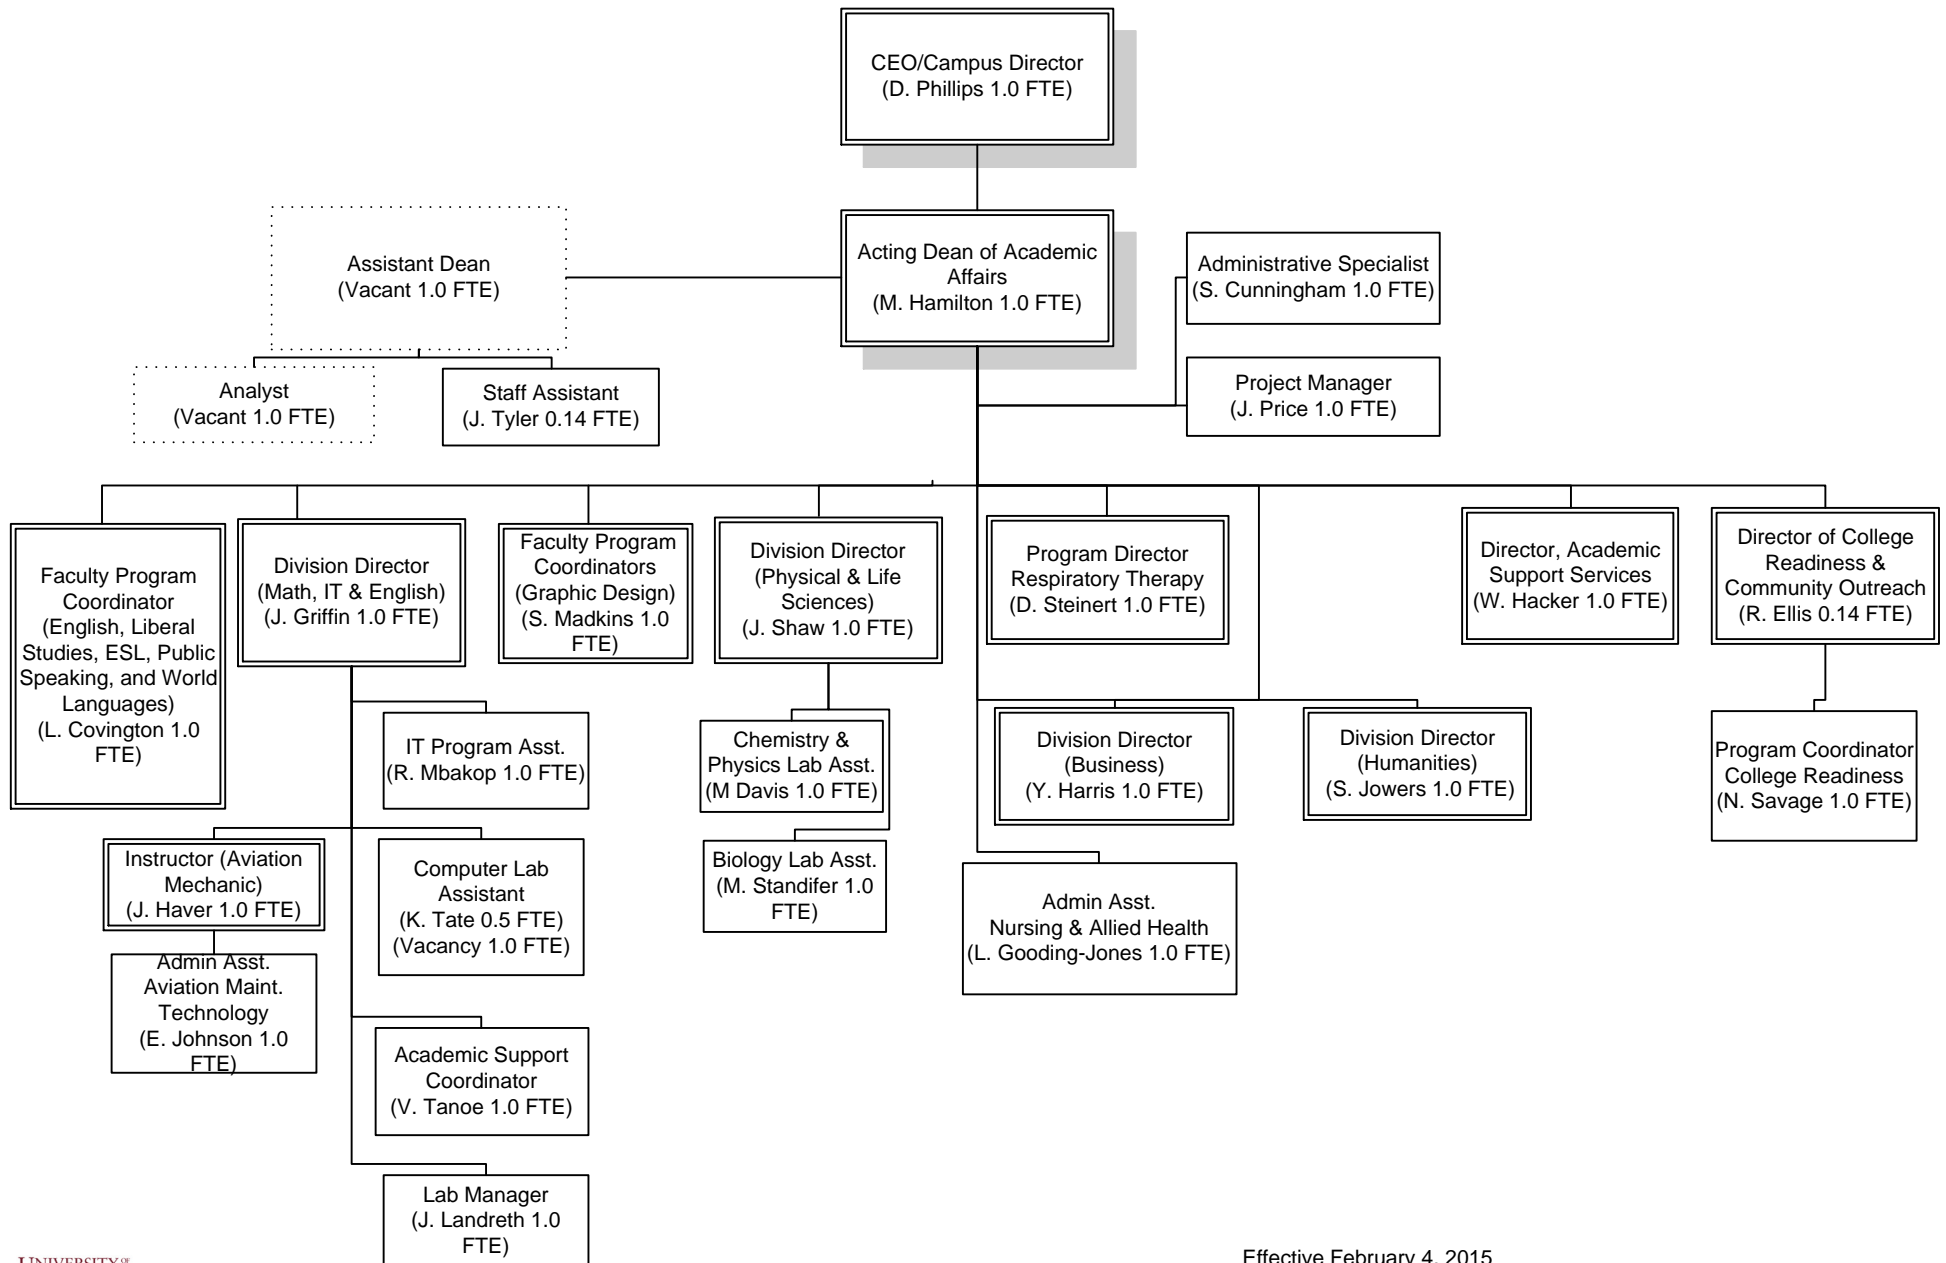 CEO/Campus Director
(D. Phillips 1.0 FTE)
Acting Dean of Academic
Affairs
(M. Hamilton 1.0 FTE)
Assistant Dean
(Vacant 1.0 FTE)
Administrative Specialist
(S. Cunningham 1.0 FTE)
Analyst
(Vacant 1.0 FTE)
Staff Assistant
(J. Tyler 0.14 FTE)
Project Manager
(J. Price 1.0 FTE)
Faculty Program
Coordinator
(English, Liberal
Studies, ESL, Public
Speaking, and World
Languages)
(L. Covington 1.0
FTE)
Division Director
(Math, IT & English)
(J. Griffin 1.0 FTE)
Faculty Program
Coordinators
(Graphic Design)
(S. Madkins 1.0
FTE)
Division Director
(Physical & Life
Sciences)
(J. Shaw 1.0 FTE)
Program Director
Respiratory Therapy
(D. Steinert 1.0 FTE)
Director, Academic
Support Services
(W. Hacker 1.0 FTE)
Director of College
Readiness &
Community Outreach
(R. Ellis 0.14 FTE)
IT Program Asst.
(R. Mbakop 1.0 FTE)
Chemistry &
Physics Lab Asst.
(M Davis 1.0 FTE)
Division Director
(Business)
(Y. Harris 1.0 FTE)
Division Director
(Humanities)
(S. Jowers 1.0 FTE)
Program Coordinator
College Readiness
(N. Savage 1.0 FTE)
Instructor (Aviation
Mechanic)
(J. Haver 1.0 FTE)
Computer Lab
Assistant
(K. Tate 0.5 FTE)
(Vacancy 1.0 FTE)
Biology Lab Asst.
(M. Standifer 1.0
FTE)
Admin Asst.
Nursing & Allied Health
(L. Gooding-Jones 1.0 FTE)
Admin Asst.
Aviation Maint.
Technology
(E. Johnson 1.0
FTE)
Academic Support
Coordinator
(V. Tanoe 1.0 FTE)
Lab Manager
(J. Landreth 1.0
FTE)
UNIVERSITY OF
Effective February 4, 2015